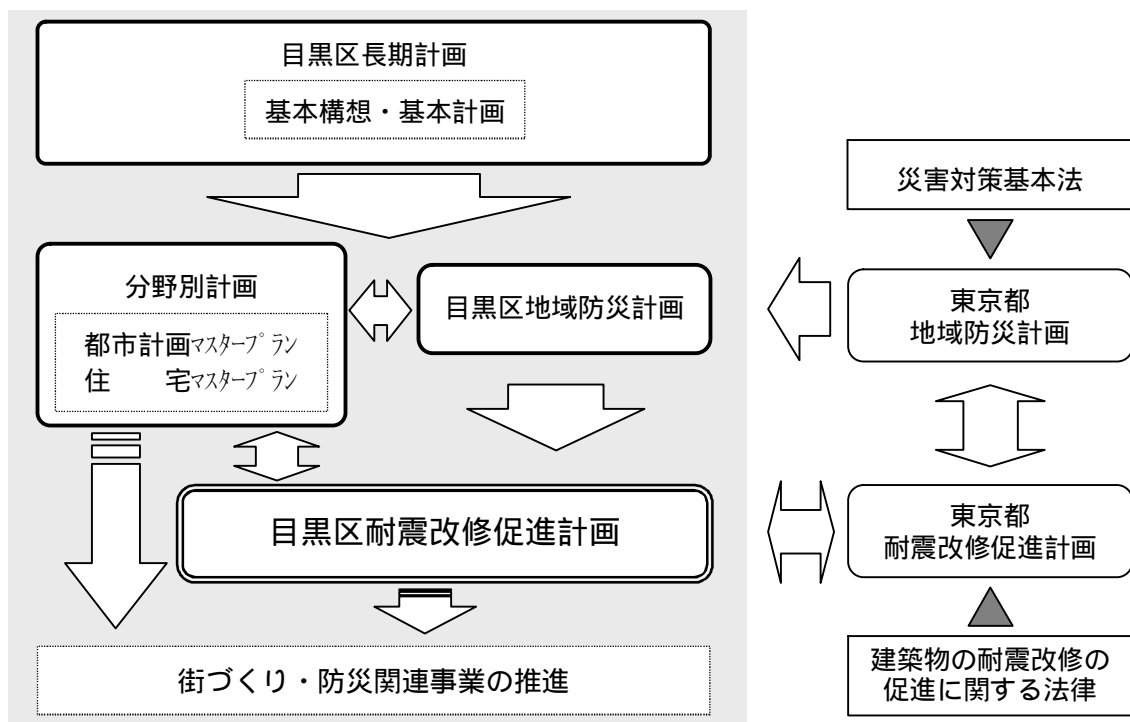 目黒区長期計画
基本構想・基本計画
分野別計画
都市計画ﾏｽﾀｰﾌﾟﾗﾝ
住　　宅ﾏｽﾀｰﾌﾟﾗﾝ
目黒区地域防災計画
目黒区耐震改修促進計画
街づくり・防災関連事業の推進
災害対策基本法
東京都
地域防災計画
東京都
耐震改修促進計画
建築物の耐震改修の
促進に関する法律